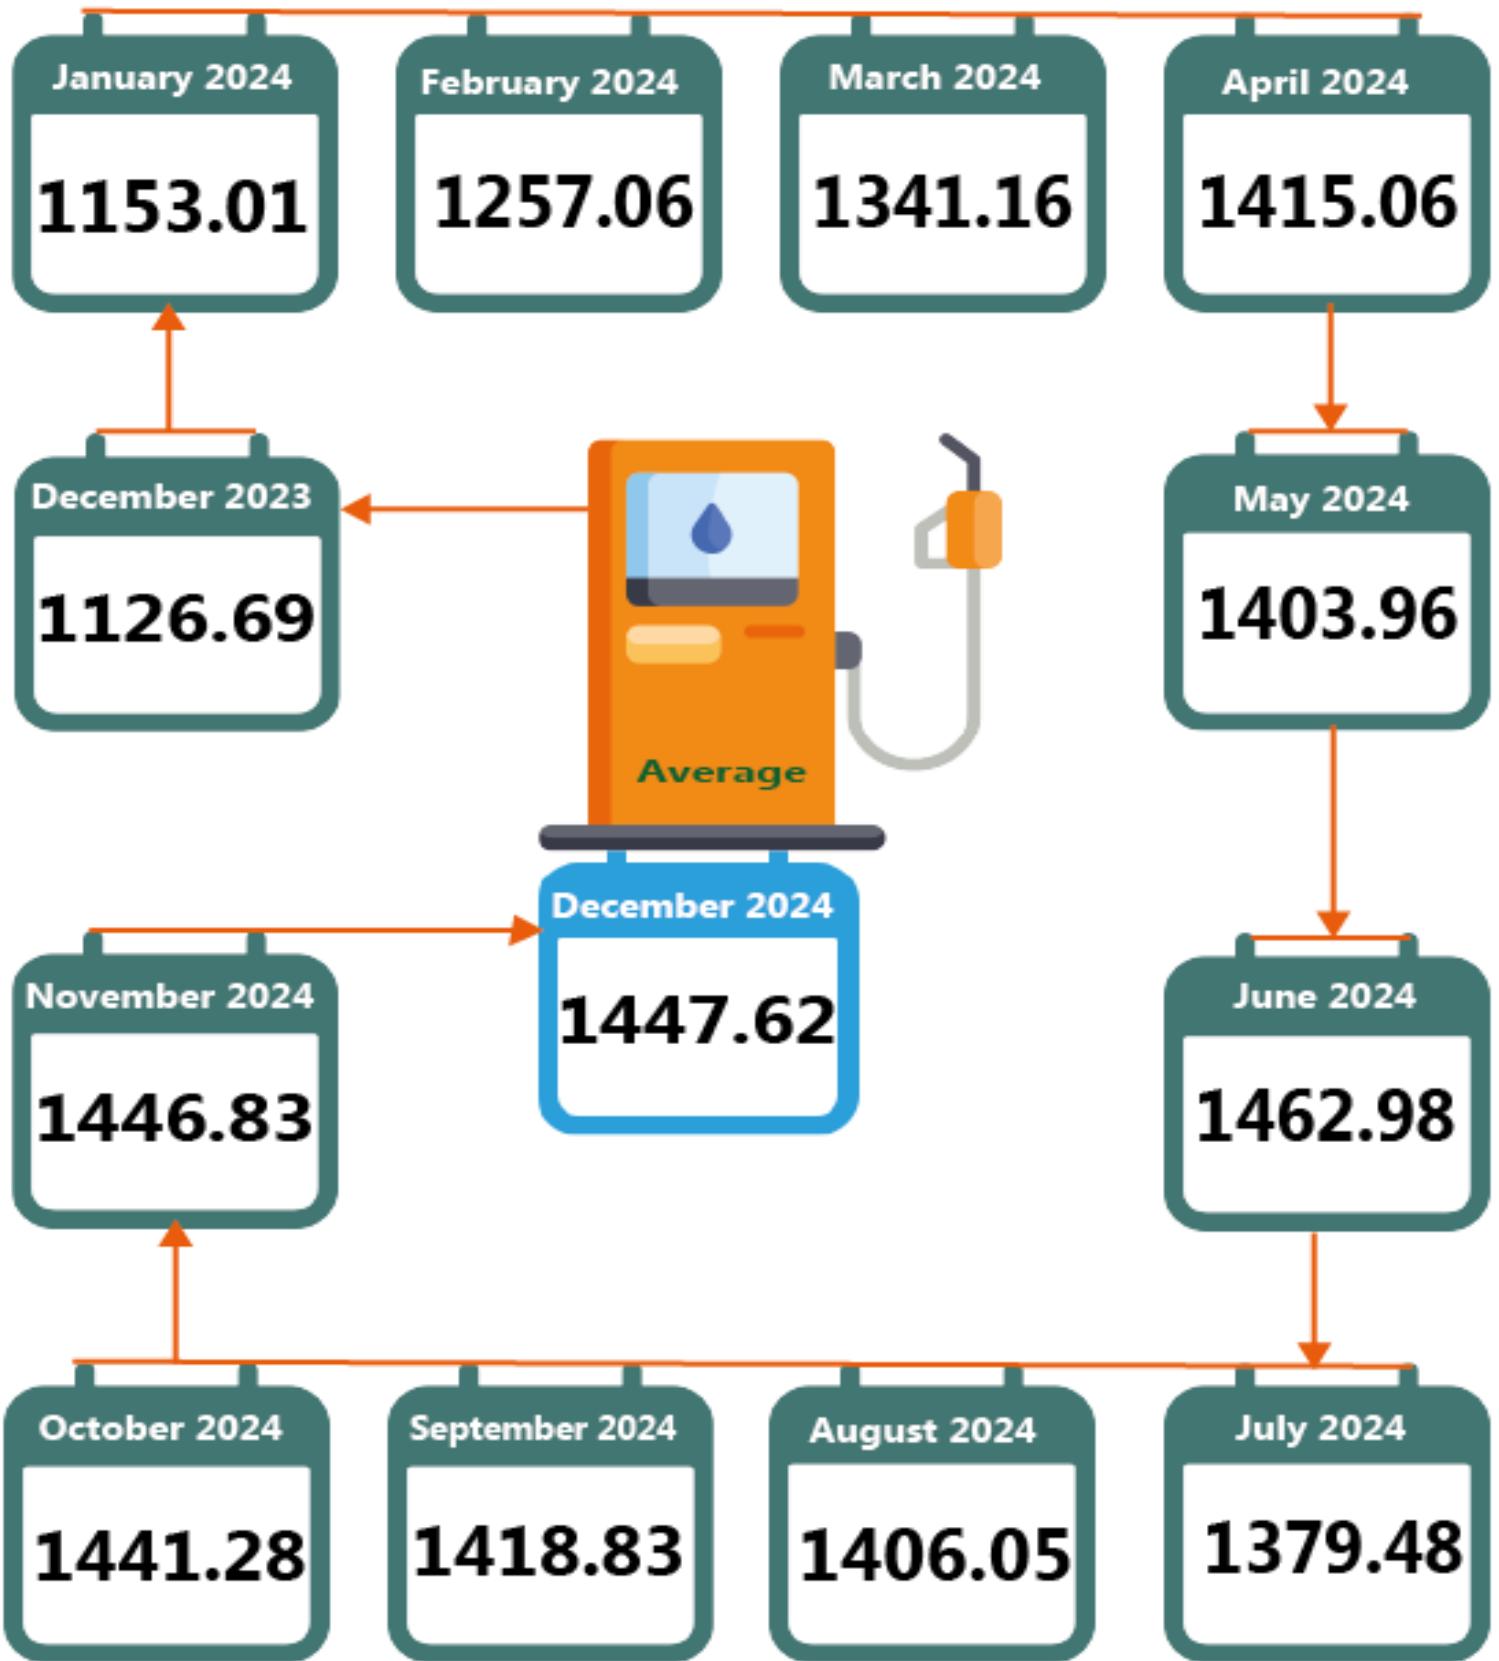 January 2024
1153.01
February 2024
1257.06
March 2024
1341.16
April 2024
1415.06
December 2023
1126.69
Average
May 2024
1403.96
November 2024
1446.83
December 2024
1447.62
June 2024
1462.98
October 2024
1441.28
September 2024
1418.83
August 2024
1406.05
July 2024
1379.48